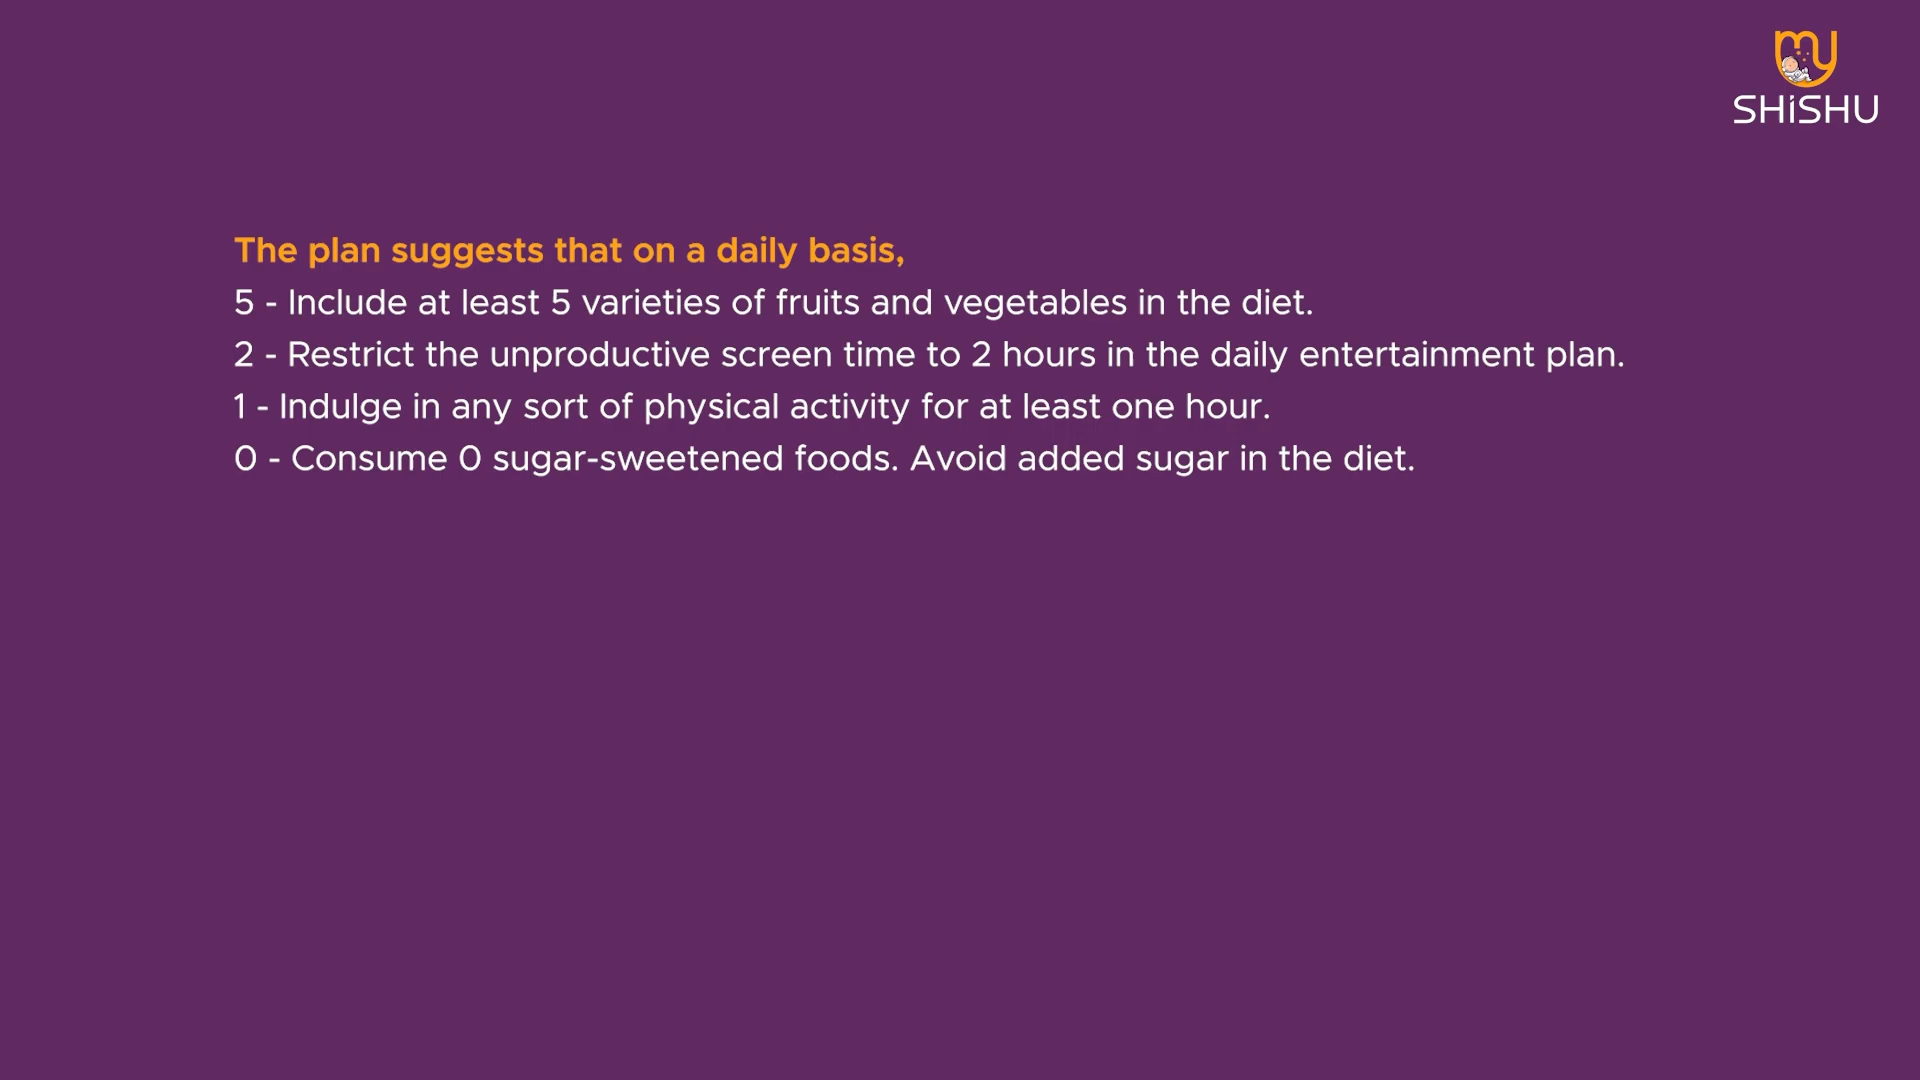 my
SHiSHU
The plan suggests that on a daily basis,
5 - Include at least 5 varieties of fruits and vegetables in the diet.
2 - Restrict the unproductive screen time to 2 hours in the daily entertainment plan.
1 - Indulge in any sort of physical activity for at least one hour.
0 - Consume 0 sugar-sweetened foods. Avoid added sugar in the diet.